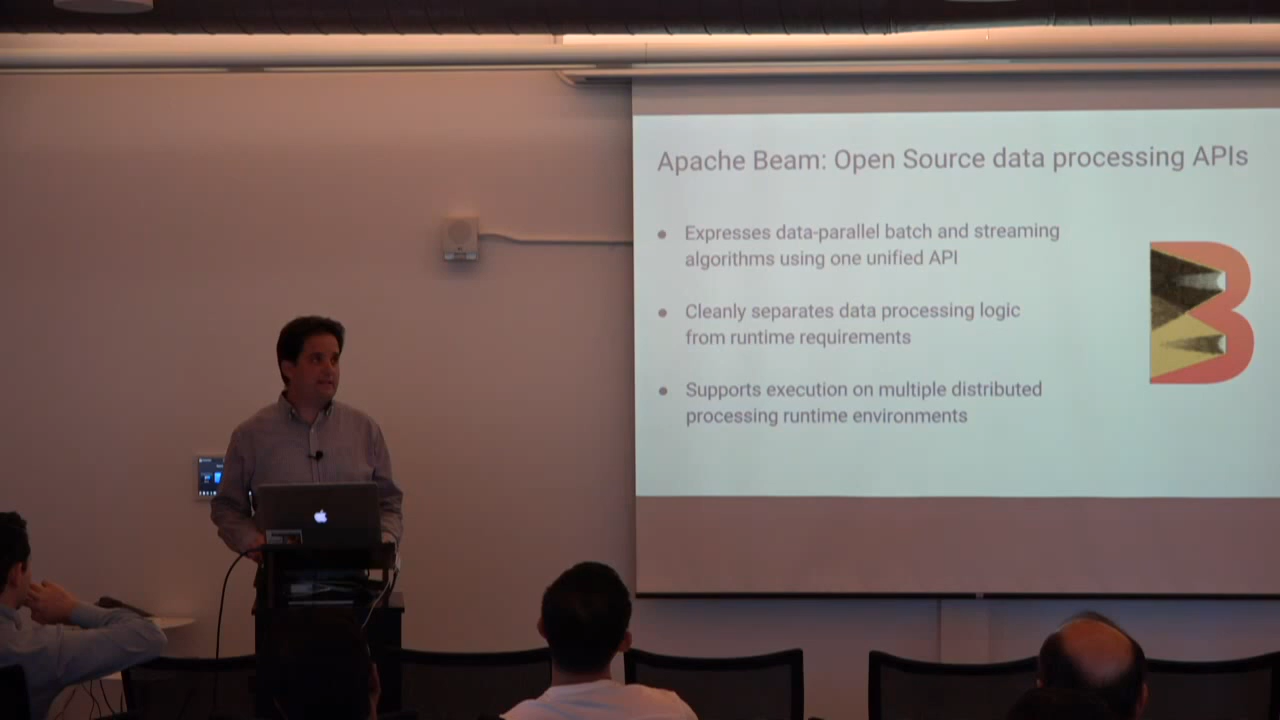 Apache Beam: Open Source data processing APIs
● Expresses data-parallel batch and streaming
algorithms using one unified API
● Cleanly separates data processing logic
from runtime requirements
● Supports execution on multiple distributed
processing runtime environments